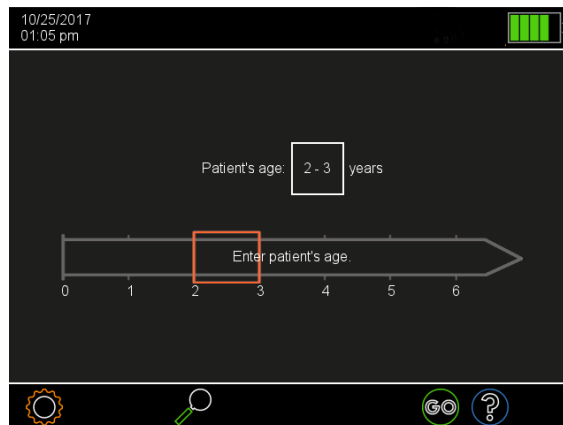 10/25/2017
01:05 pm
Patient's age: 2 - 3 years
Enter patient's age.
0 1 2 3 4 5 6
GO ?